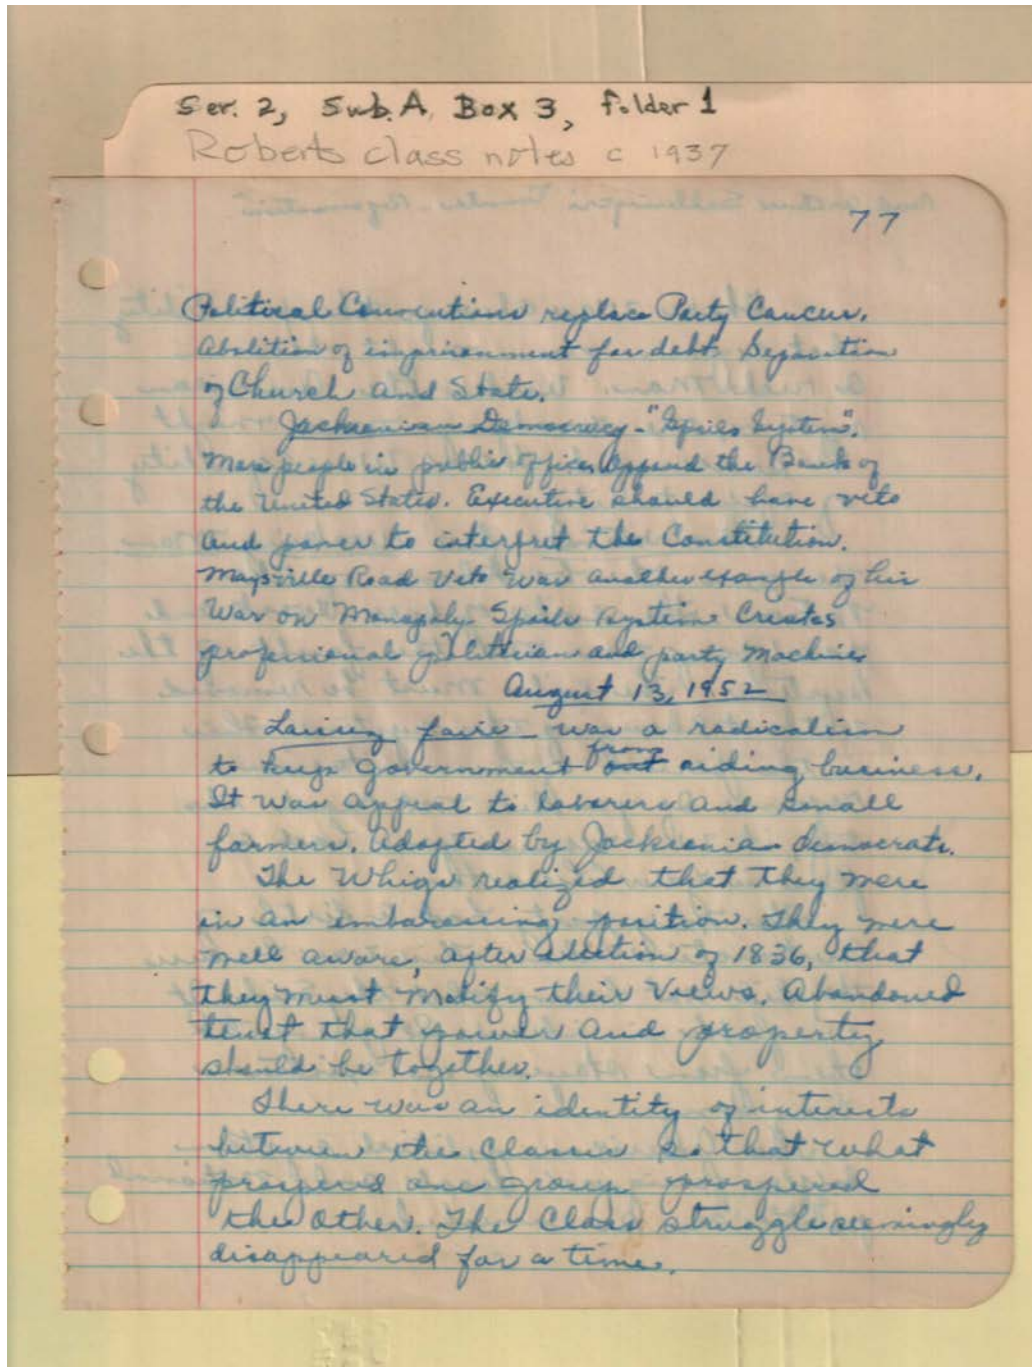 Ser. 2, Sub. A Box 3, folder 1
Roberts class notes c 1937
77
Political Conventions replace Party Caucus.
Abolition of imprisonment for debt. Separation
of Church and State.
Jacksonian Democracy - "Spoils System".
More people in public offices Opposed the Bank of
the United States. Executive should have veto
and power to interpret the Constitution.
Maysville Road Veto was another example of his
War on Monopoly. Spoils System Creates
professional politician and party Machines
August 13, 1952
Laissez faire - was a radicalism
to keep government from out aiding business.
It was appeal to laborers and small
farmers. Adopted by Jacksonian democrats.
The Whigs realized that they were
in an embarassing position. They were
well aware, after election of 1836, that
they must modify their views. Abandoned
that power and property
should be together.
There was an identity of interests
between the Classes so that what
prospered one group prospered
the other. The Class struggle seemingly
disappeared for a time.